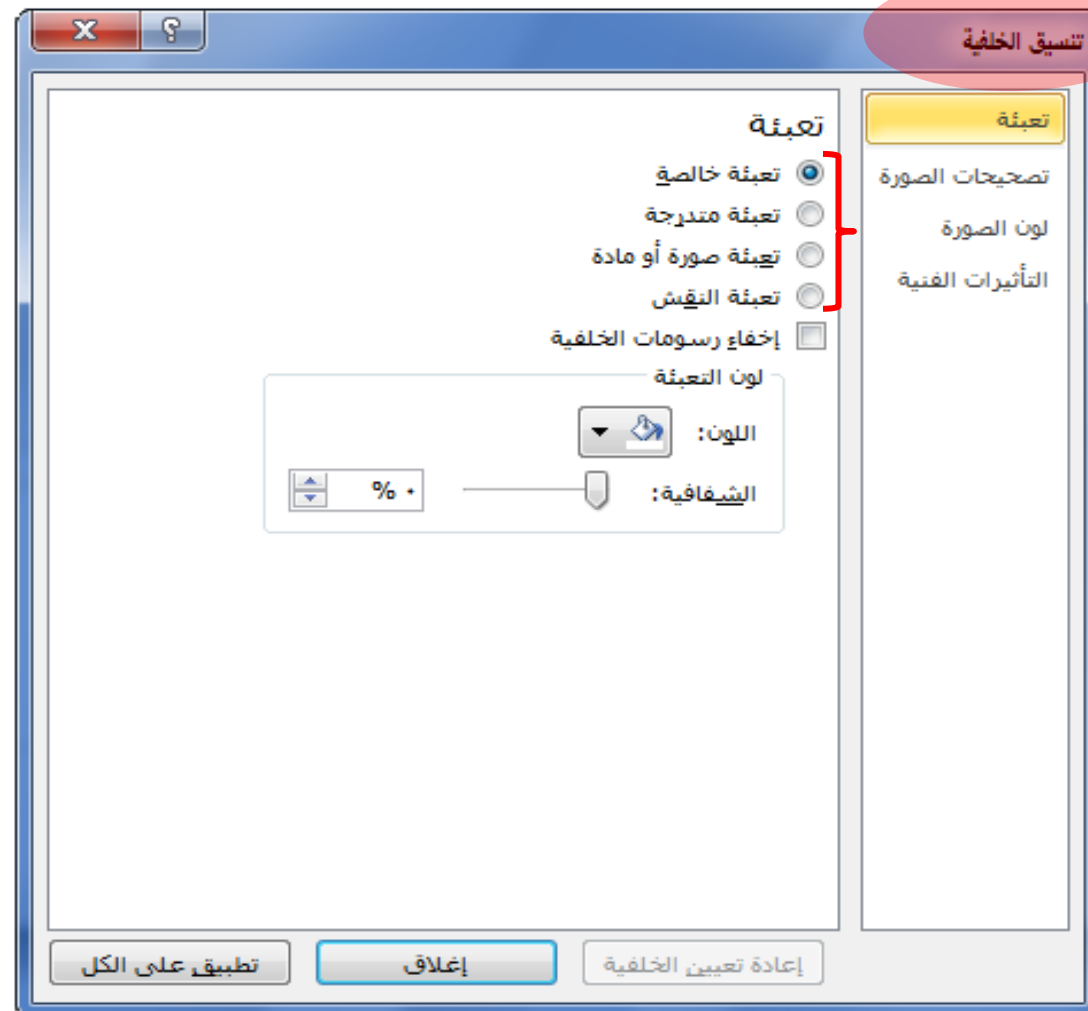 تنسيق الخلفية
تعبئة
تصحيحات الصورة
لون الصورة
التأثيرات الفنية
تعبئة
تعبئة خالصة
تعبئة متدرجة
تعبئة صورة أو مادة
تعبئة النقش
إخفاء رسومات الخلفية
لون التعبئة
اللون:
الشفافية:
٠ %
إعادة تعيين الخلفية
إغلاق
تطبيق على الكل